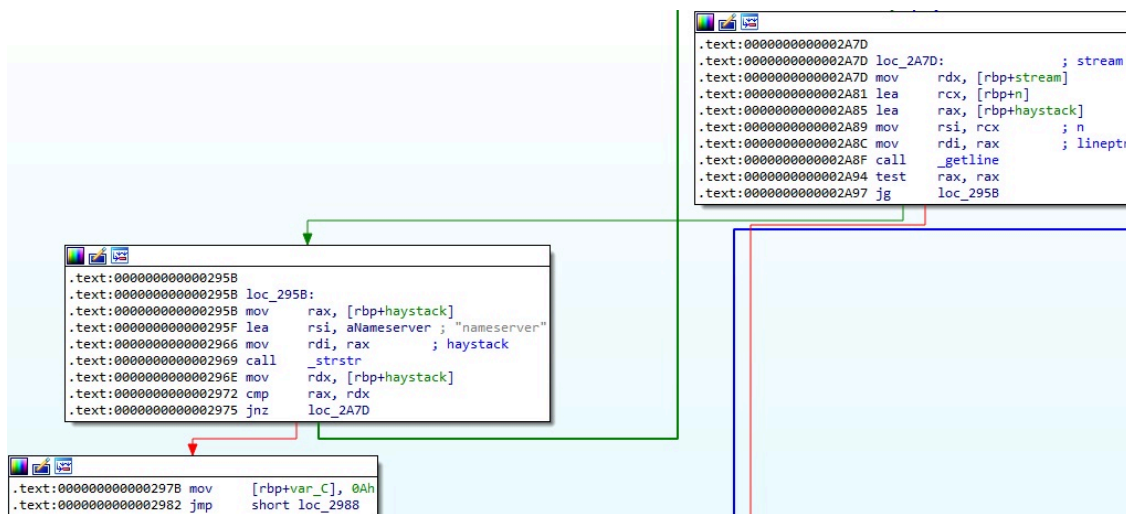 .text:0000000000002A7D
.text:0000000000002A7D loc_2A7D: ; stream
.text:0000000000002A7D mov rdx, [rbp+stream]
.text:0000000000002A81 lea rcx, [rbp+n]
.text:0000000000002A85 lea rax, [rbp+haystack]
.text:0000000000002A89 mov rsi, rcx ; n
.text:0000000000002A8C mov rdi, rax ; lineptr
.text:0000000000002A8F call _getline
.text:0000000000002A94 test rax, rax
.text:0000000000002A97 jg loc_295B
.text:000000000000295B
.text:000000000000295B loc_295B:
.text:000000000000295B mov rax, [rbp+haystack]
.text:000000000000295F lea rsi, aNameserver ; "nameserver"
.text:0000000000002966 mov rdi, rax ; haystack
.text:0000000000002969 call _strstr
.text:000000000000296E mov rdx, [rbp+haystack]
.text:0000000000002972 cmp rax, rdx
.text:0000000000002975 jnz loc_2A7D
.text:000000000000297B mov [rbp+var_C], 0Ah
.text:0000000000002982 jmp short loc_2988